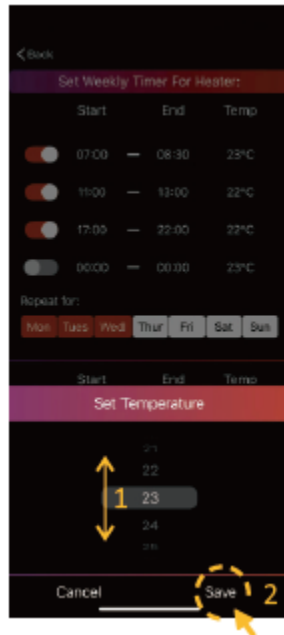 <Back
Set Weekly Timer For Heater:
Start End Temp
07:00 — 08:30 23°C
11:00 — 13:00 22°C
17:00 — 22:00 22°C
00:00 — 00:00 23°C
Repeat for:
Mon Tues Wed Thur Fri Sat Sun
Start End Temp
Set Temperature
21
22
1 23
24
25
Cancel Save 2